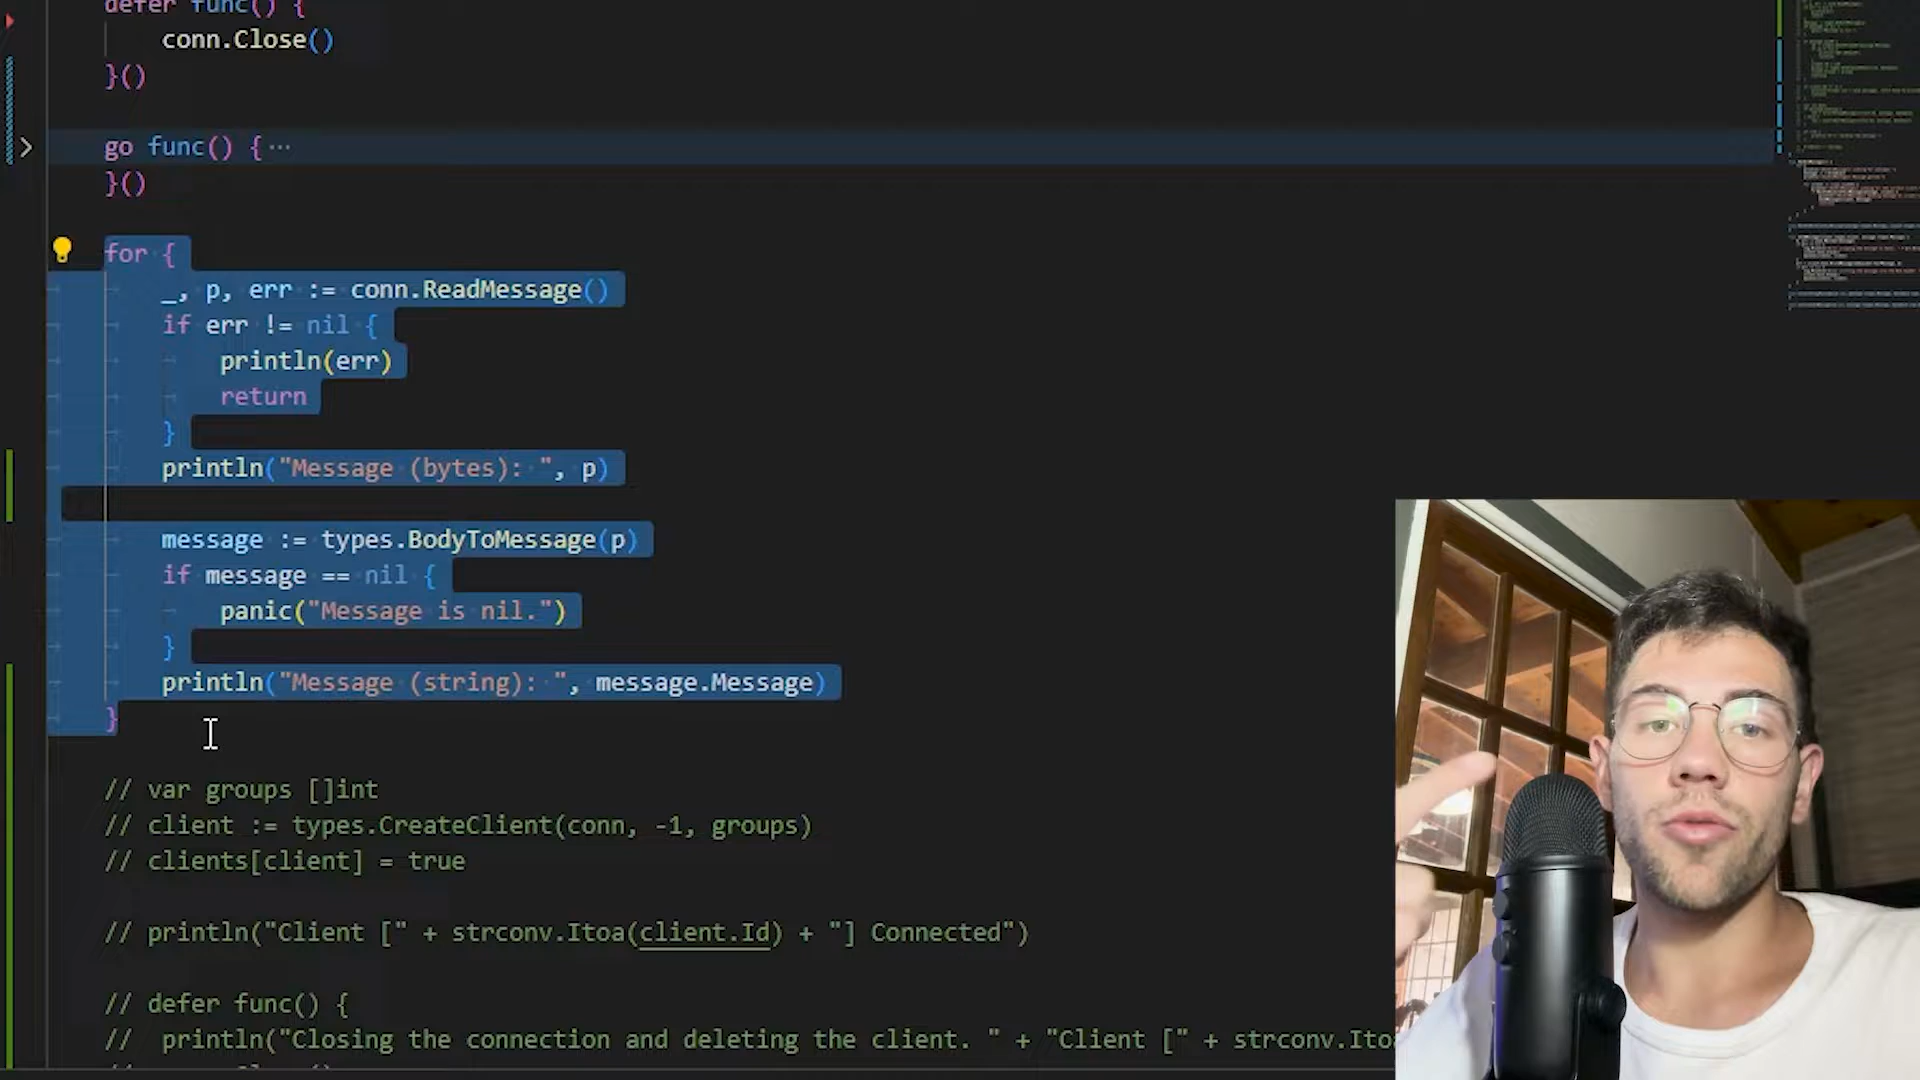 defer func() {
conn.Close()
}()
go func() {···
}()
for {
_, p, err := conn.ReadMessage()
if err != nil {
println(err)
return
}
println("Message (bytes): ", p)
message := types.BodyToMessage(p)
if message == nil {
panic("Message is nil.")
}
println("Message (string): ", message.Message)
}
// var groups []int
// client := types.CreateClient(conn, -1, groups)
// clients[client] = true
// println("Client [" + strconv.Itoa(client.Id) + "] Connected")
// defer func() {
// println("Closing the connection and deleting the client. " + "Client [" + strconv.Ito